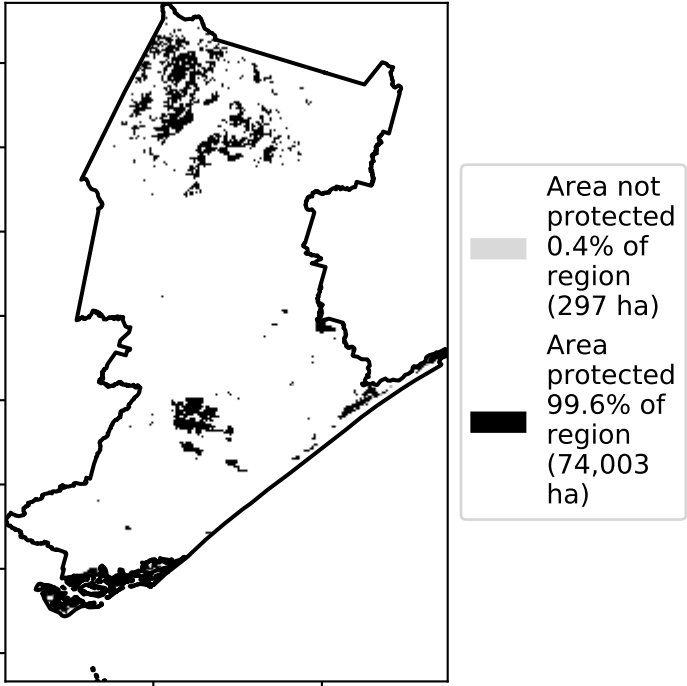 Area not
protected
0.4% of
region
(297 ha)
Area
protected
99.6% of
region
(74,003
ha)